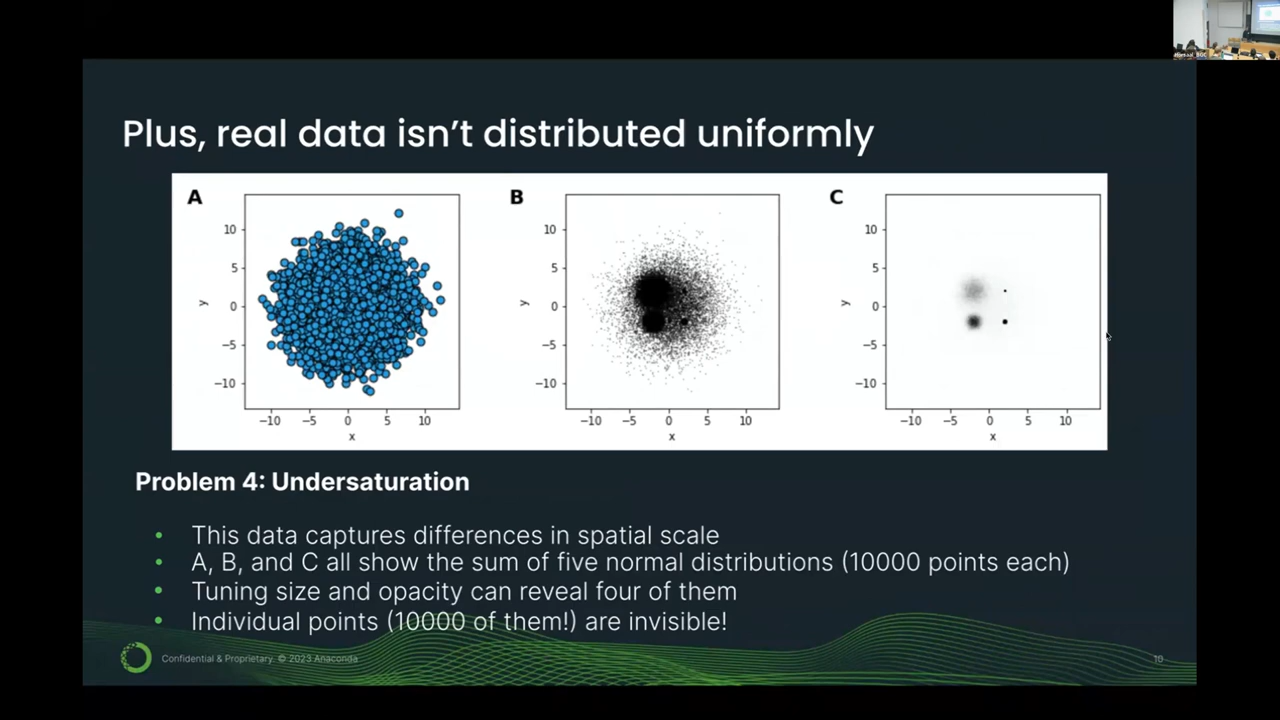 Plus, real data isn't distributed uniformly
A
10
5
0
−5
−10
y
−10 −5 0 5 10
x
B
10
5
0
−5
−10
y
−10 −5 0 5 10
x
C
10
5
0
−5
−10
y
−10 −5 0 5 10
x
Problem 4: Undersaturation
• This data captures differences in spatial scale
• A, B, and C all show the sum of five normal distributions (10000 points each)
• Tuning size and opacity can reveal four of them
• Individual points (10000 of them!) are invisible!
Confidential & Proprietary. © 2023 Anaconda
10